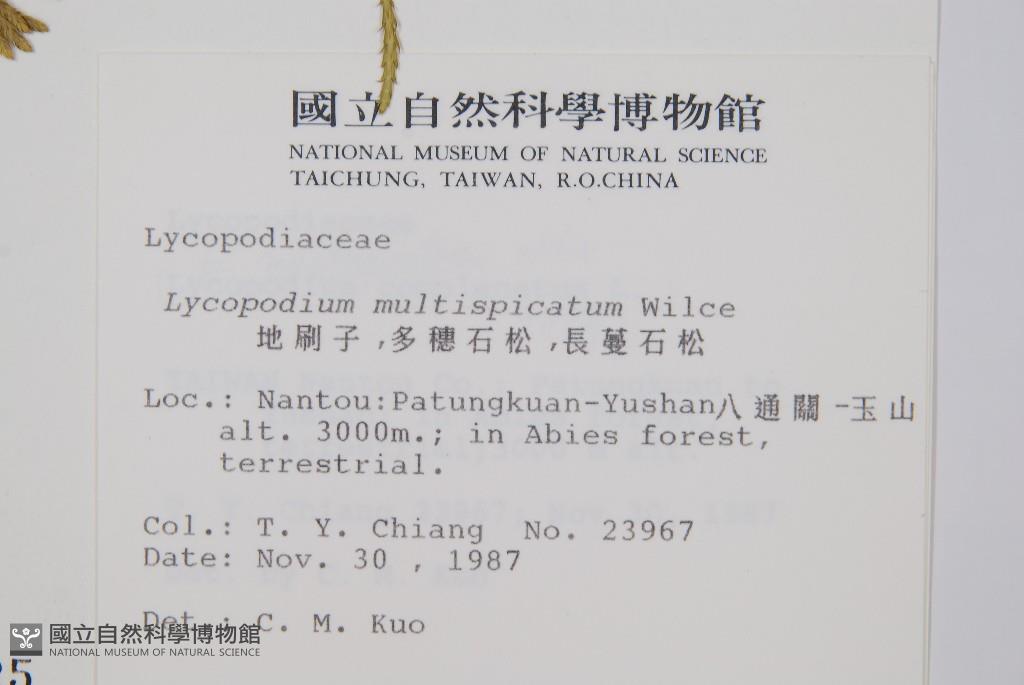 國立自然科學博物館
NATIONAL MUSEUM OF NATURAL SCIENCE
TAICHUNG, TAIWAN, R.O.CHINA
Lycopodiaceae
Lycopodium multispicatum Wilce
地刷子,多穗石松,長蔓石松
Loc.: Nantou:Patungkuan-Yushan八通關-玉山
alt. 3000m.; in Abies forest,
terrestrial.
Col.: T. Y. Chiang No. 23967
Date: Nov. 30 , 1987
Det.: C. M. Kuo
國立自然科學博物館
NATIONAL MUSEUM OF NATURAL SCIENCE